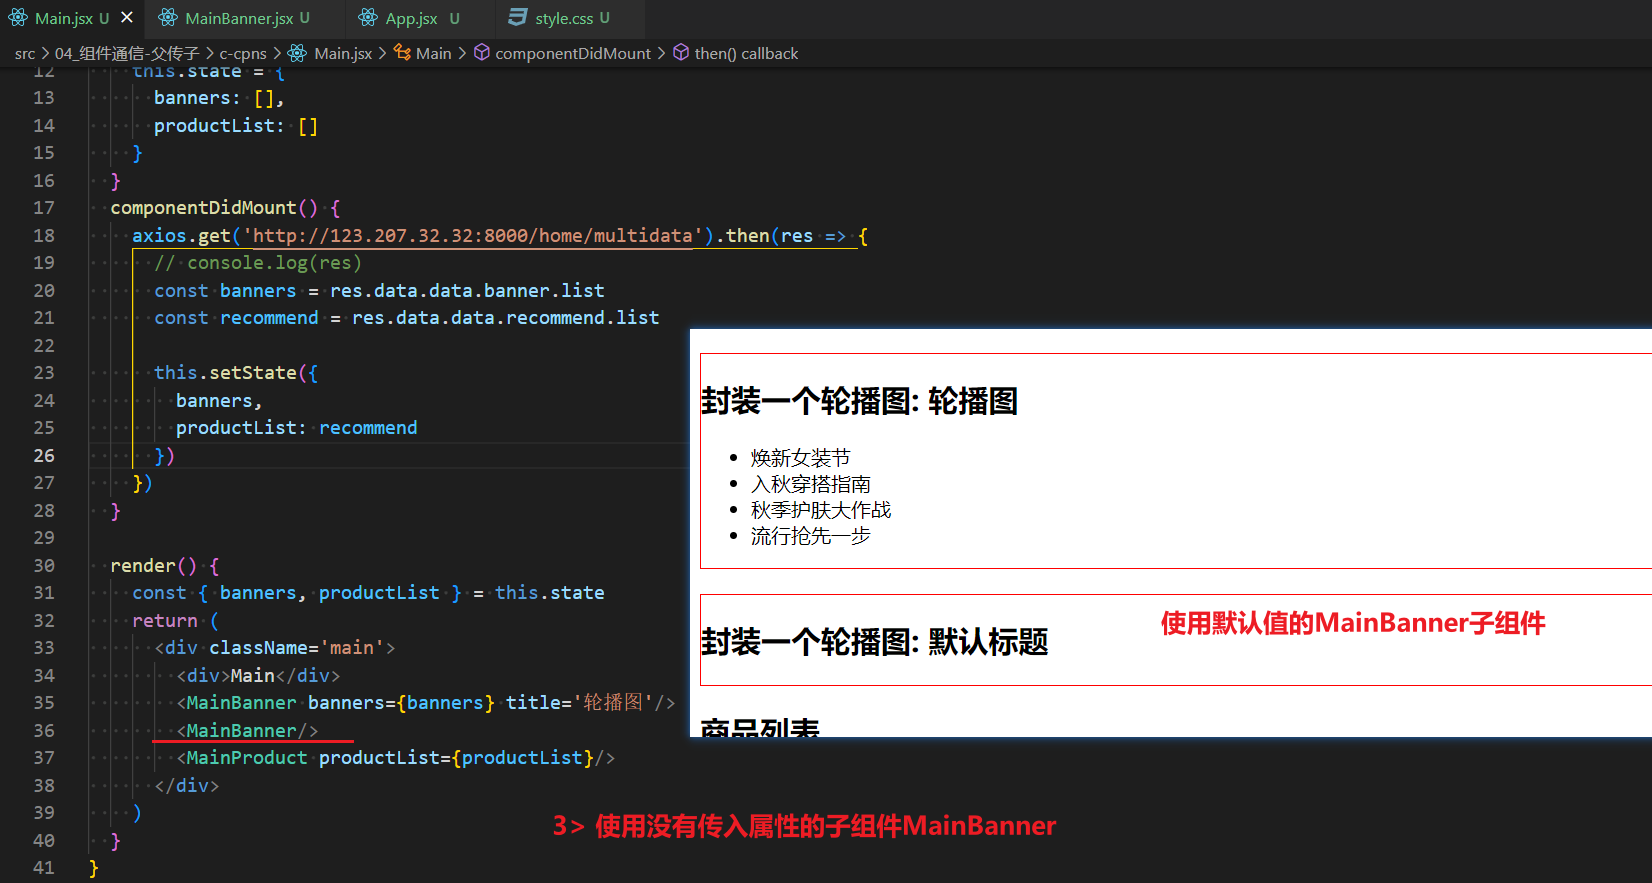 Main.jsx U × MainBanner.jsx U App.jsx U style.css U
src > 04_组件通信-父传子 > c-cpns > Main.jsx > Main > componentDidMount > then() callback
12 this.state = {
13 banners: [],
14 productList: []
15 }
16 }
17 componentDidMount() {
18 axios.get('http://123.207.32.32:8000/home/multidata').then(res => {
19 // console.log(res)
20 const banners = res.data.data.banner.list
21 const recommend = res.data.data.recommend.list
22
23 this.setState({
24 banners,
25 productList: recommend
26 })
27 })
28 }
29
30 render() {
31 const { banners, productList } = this.state
32 return (
33 <div className='main'>
34 <div>Main</div>
35 <MainBanner banners={banners} title='轮播图'/>
36 <MainBanner/>
37 <MainProduct productList={productList}/>
38 </div>
39 )
40 }
41 }
封装一个轮播图: 轮播图
• 焕新女装节
• 入秋穿搭指南
• 秋季护肤大作战
• 流行抢先一步
封装一个轮播图: 默认标题
使用默认值的MainBanner子组件
商品列表
3> 使用没有传入属性的子组件MainBanner